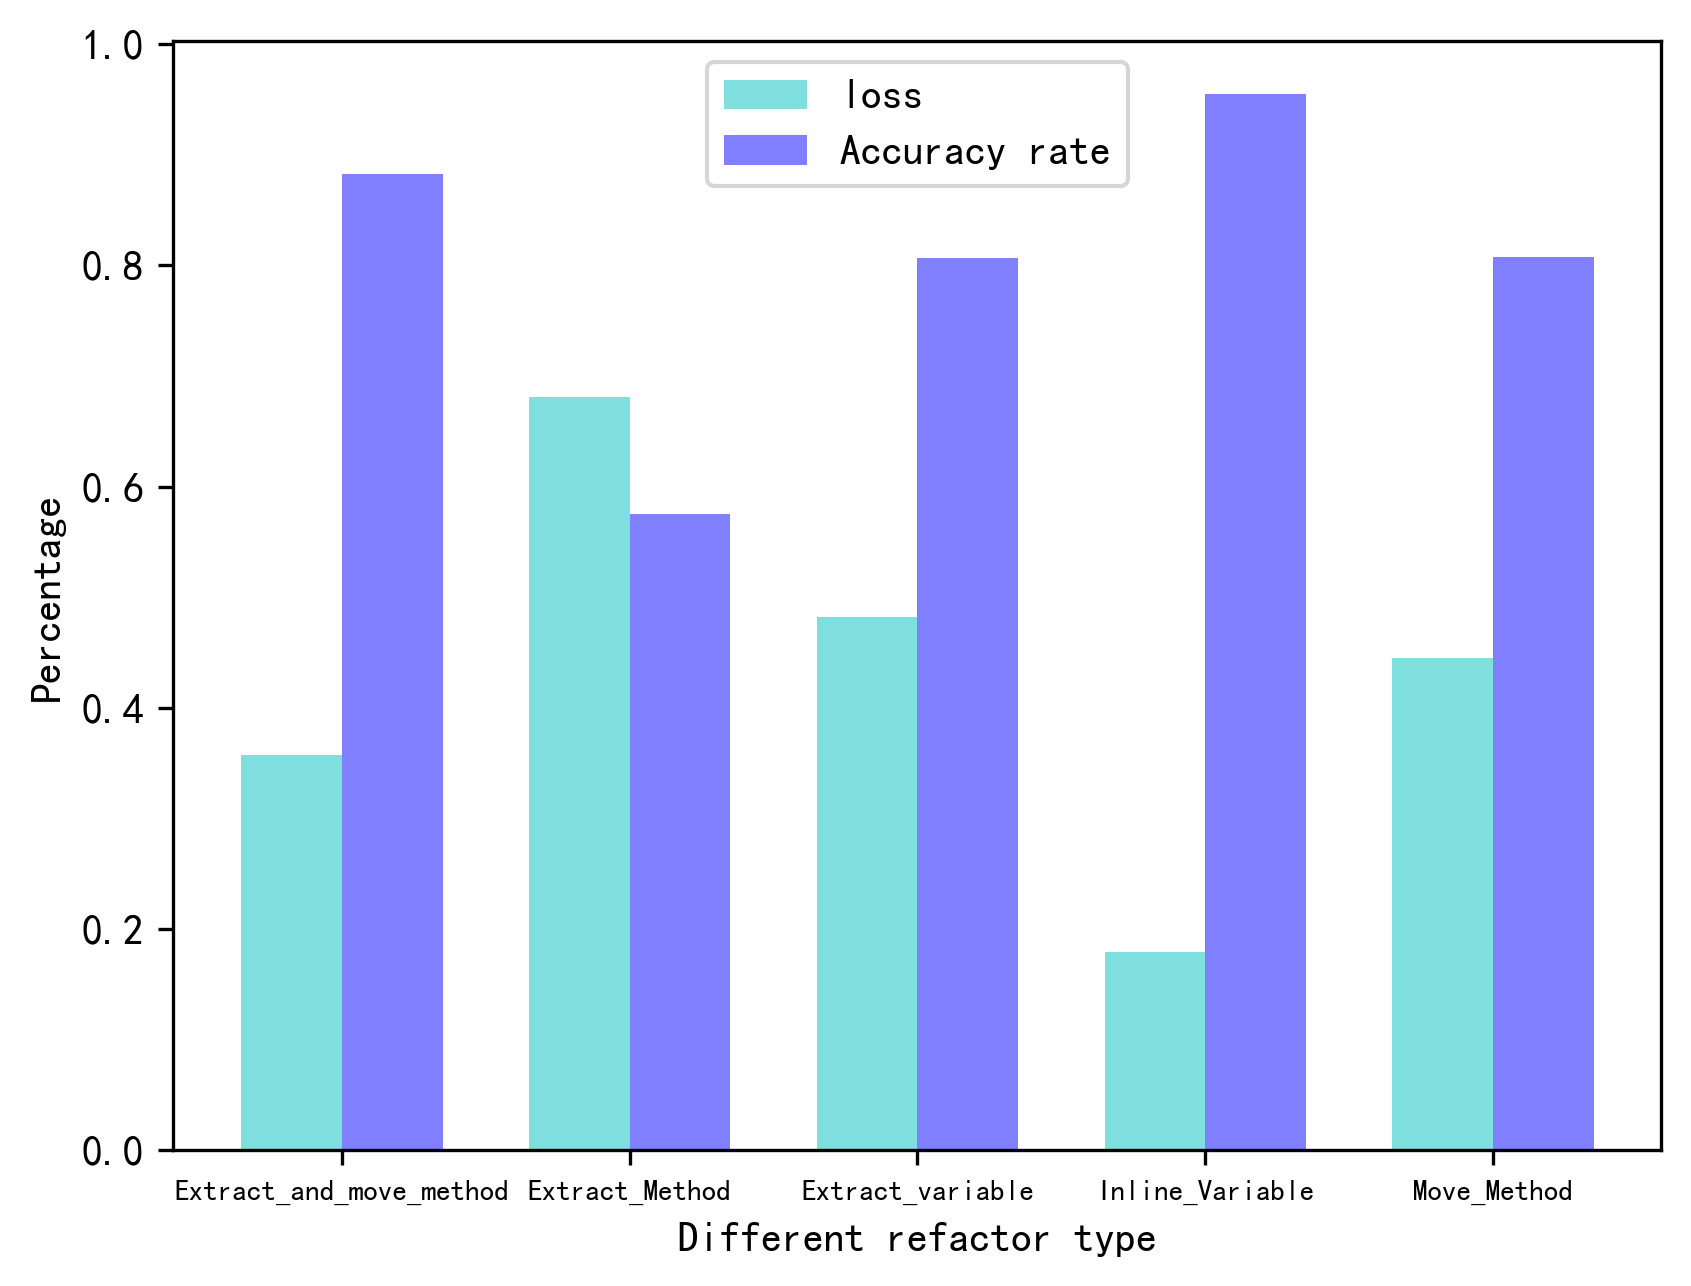 loss
Accuracy rate
Percentage
1.0
0.8
0.6
0.4
0.2
0.0
Extract_and_move_method Extract_Method Extract_variable Inline_Variable Move_Method
Different refactor type